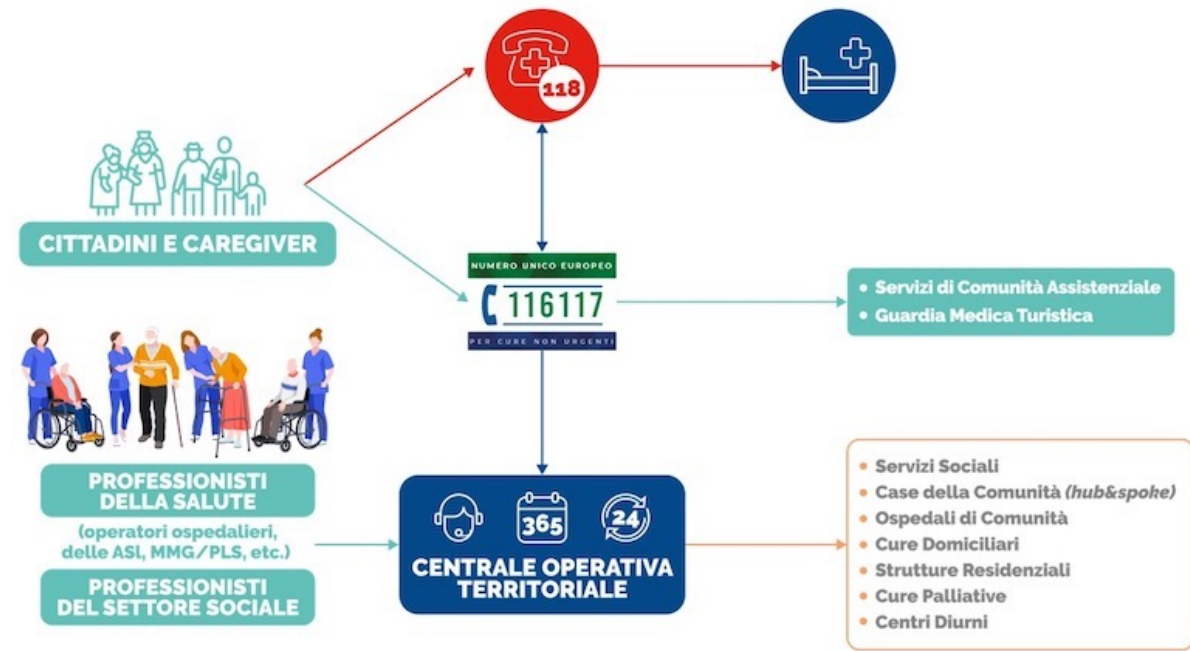 118
CITTADINI E CAREGIVER
NUMERO UNICO EUROPEO
116117
PER CURE NON URGENTI
• Servizi di Comunità Assistenziale
• Guardia Medica Turistica
PROFESSIONISTI
DELLA SALUTE
(operatori ospedalieri,
delle ASl, MMG/PLS, etc.)
PROFESSIONISTI
DEL SETTORE SOCIALE
365
24
CENTRALE OPERATIVA
TERRITORIALE
• Servizi Sociali
• Case della Comunità (hub&spoke)
• Ospedali di Comunità
• Cure Domiciliari
• Strutture Residenziali
• Cure Palliative
• Centri Diurni